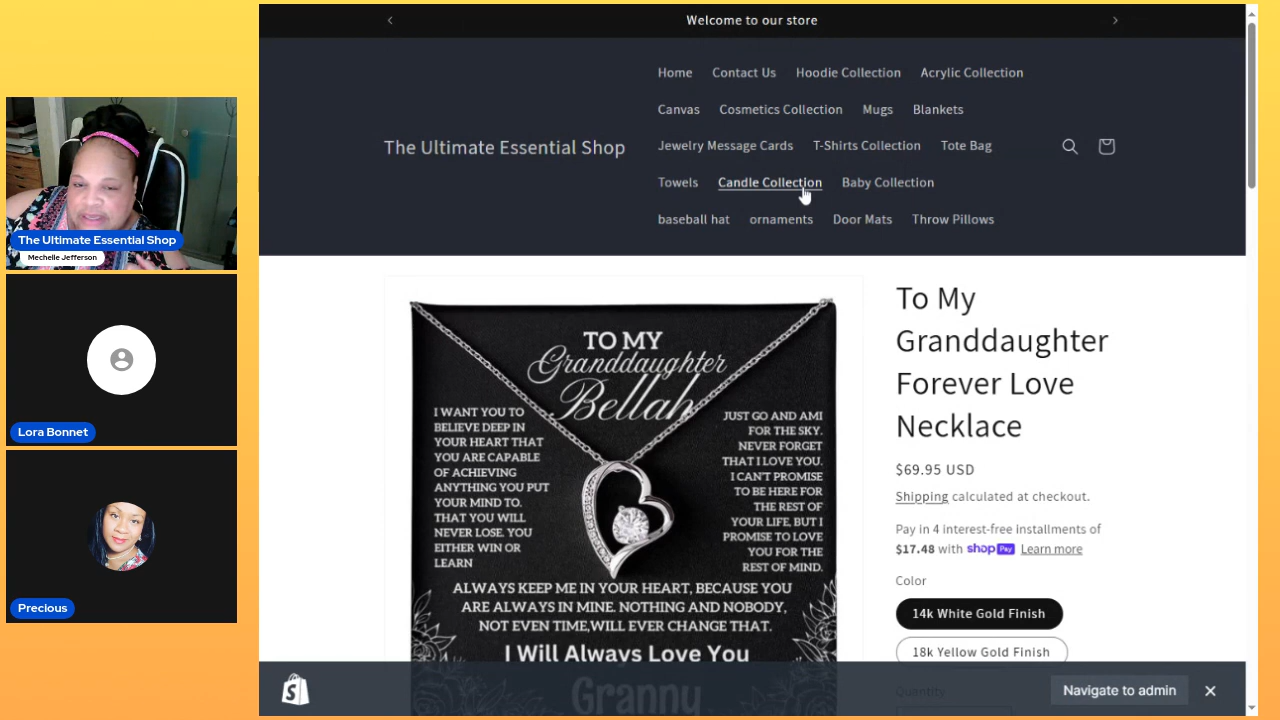 Welcome to our store
Home Contact Us Hoodie Collection Acrylic Collection
Canvas Cosmetics Collection Mugs Blankets
The Ultimate Essential Shop
Jewelry Message Cards T-Shirts Collection Tote Bag
Towels Candle Collection Baby Collection
baseball hat ornaments Door Mats Throw Pillows
The Ultimate Essential Shop
Mechelle Jefferson
Lora Bonnet
Precious
TO MY
Granddaughter
Bellah
I WANT YOU TO
BELIEVE DEEP IN
YOUR HEART THAT
YOU ARE CAPABLE
OF ACHIEVING
ANYTHING YOU PUT
YOUR MIND TO.
THAT YOU WILL
NEVER LOSE. YOU
EITHER WIN OR
LEARN
JUST GO AND AMI
FOR THE SKY.
NEVER FORGET
THAT I LOVE YOU.
I CAN'T PROMISE
TO BE HERE FOR
THE REST OF
YOUR LIFE, BUT I
PROMISE TO LOVE
YOU FOR THE
REST OF MIND.
ALWAYS KEEP ME IN YOUR HEART, BECAUSE YOU
ARE ALWAYS IN MINE. NOTHING AND NOBODY,
NOT EVEN TIME,WILL EVER CHANGE THAT.
I Will Always Love You
Granny
To My
Granddaughter
Forever Love
Necklace
$69.95 USD
Shipping calculated at checkout.
Pay in 4 interest-free installments of
$17.48 with shop Pay Learn more
Color
14k White Gold Finish
18k Yellow Gold Finish
Quantity
Navigate to admin